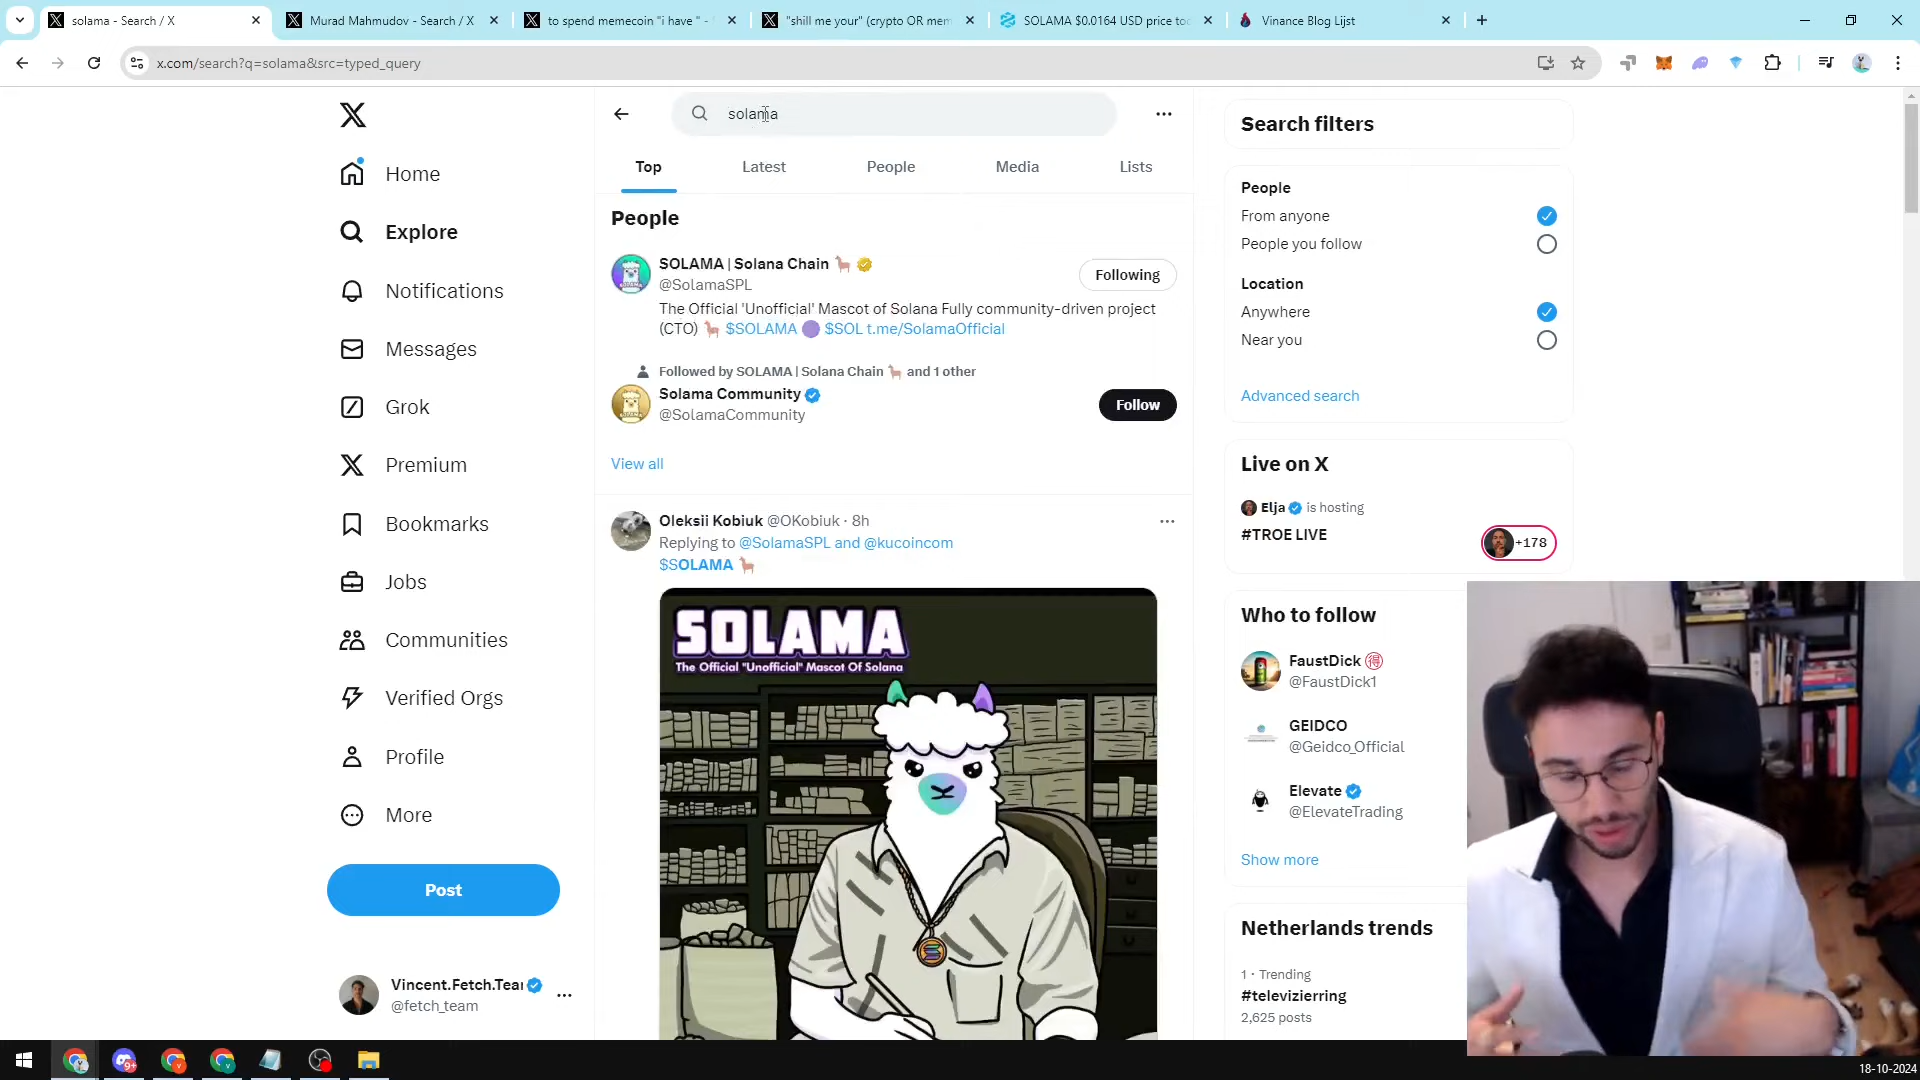 solama - Search / X
Murad Mahmudov - Search / X
to spend memecoin "i have " -
"shill me your" (crypto OR mem
SOLAMA $0.0164 USD price too
Vinance Blog Lijst
x.com/search?q=solama&src=typed_query
solama
Top
Latest
People
Media
Lists
Home
Explore
Notifications
Messages
Grok
Premium
Bookmarks
Jobs
Communities
Verified Orgs
Profile
More
Post
Vincent.Fetch.Tea
@fetch_team
People
SOLAMA | Solana Chain
@SolamaSPL
Following
The Official 'Unofficial' Mascot of Solana Fully community-driven project
(CTO) $SOLAMA $SOL t.me/SolamaOfficial
Followed by SOLAMA | Solana Chain and 1 other
Solama Community
@SolamaCommunity
Follow
View all
Oleksii Kobiuk @OKobiuk · 8h
Replying to @SolamaSPL and @kucoincom
$SOLAMA
SOLAMA
The Official "Unofficial" Mascot Of Solana
Search filters
People
From anyone
People you follow
Location
Anywhere
Near you
Advanced search
Live on X
Elja is hosting
#TROE LIVE
+178
Who to follow
FaustDick
@FaustDick1
GEIDCO
@Geidco_Official
Elevate
@ElevateTrading
Show more
Netherlands trends
1 · Trending
#televizierring
2,625 posts
9+
18-10-2024